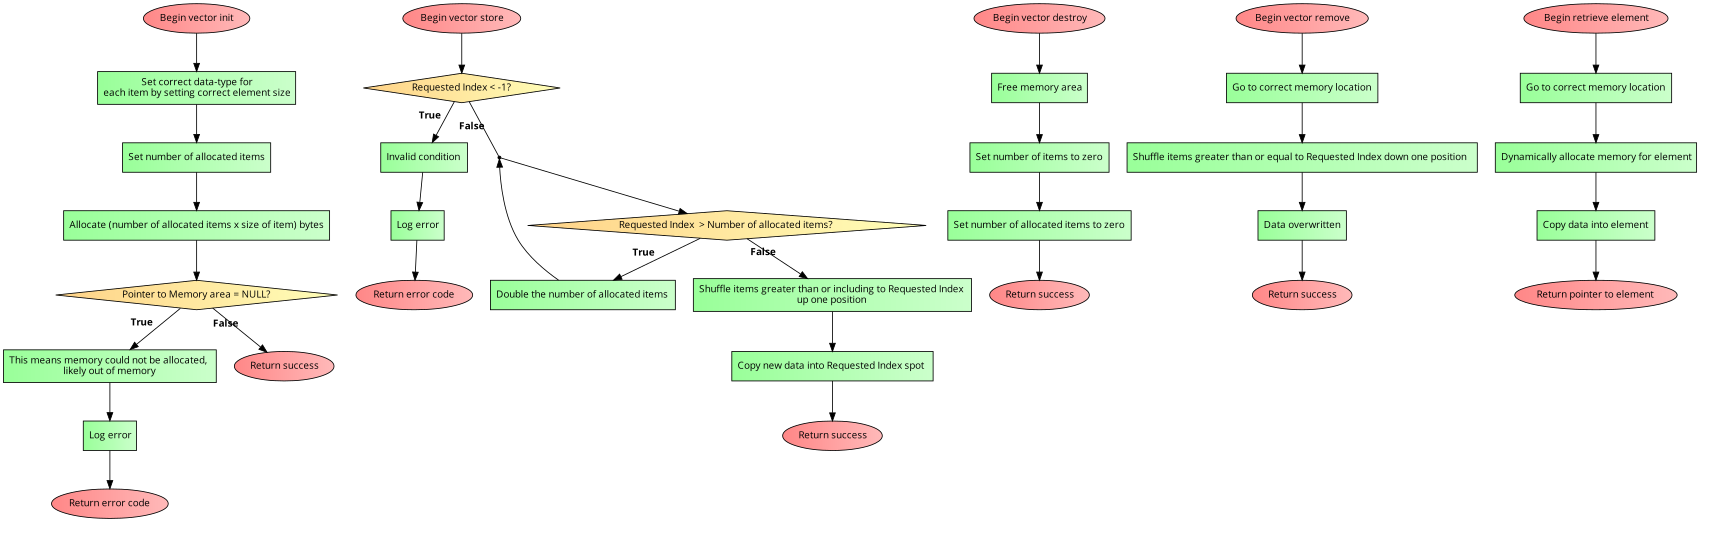 Begin vector init
Set correct data-type for
each item by setting correct element size
Set number of allocated items
Allocate (number of allocated items x size of item) bytes
Pointer to Memory area = NULL?
True
False
This means memory could not be allocated,
likely out of memory
Return success
Log error
Return error code
Begin vector store
Requested Index < -1?
True
False
Invalid condition
Log error
Return error code
Requested Index > Number of allocated items?
True
False
Double the number of allocated items
Shuffle items greater than or including to Requested Index
up one position
Copy new data into Requested Index spot
Return success
Begin vector destroy
Free memory area
Set number of items to zero
Set number of allocated items to zero
Return success
Begin vector remove
Go to correct memory location
Shuffle items greater than or equal to Requested Index down one position
Data overwritten
Return success
Begin retrieve element
Go to correct memory location
Dynamically allocate memory for element
Copy data into element
Return pointer to element